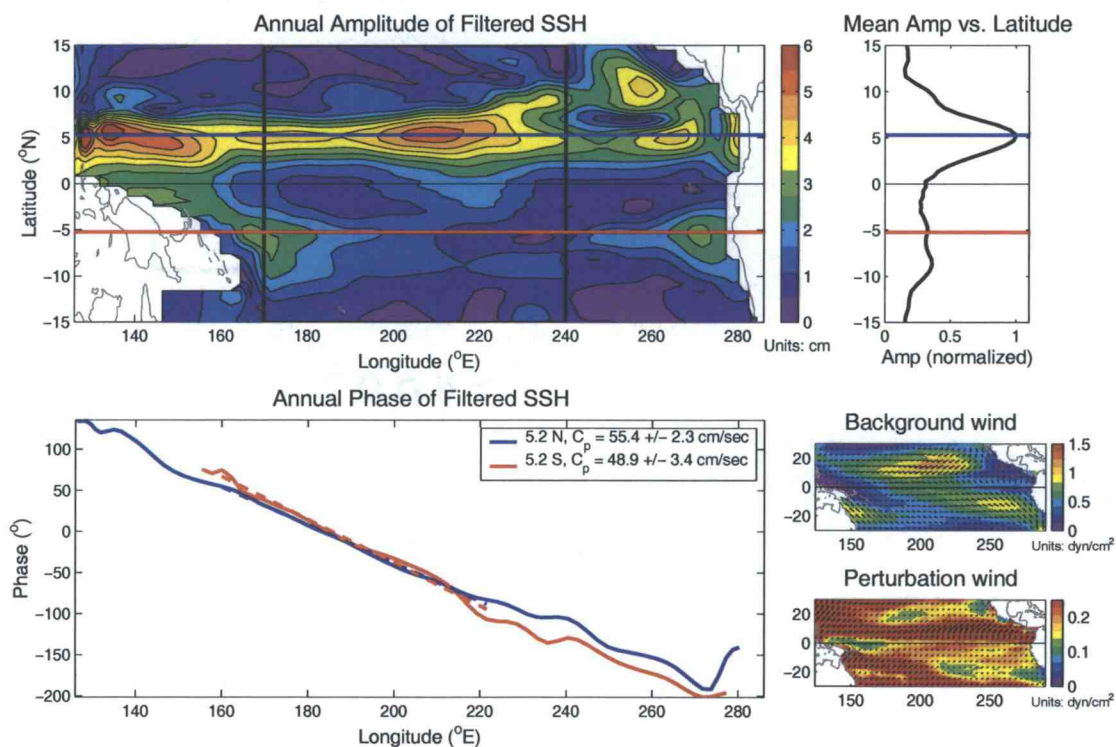 Annual Amplitude of Filtered SSH
15
10
5
0
−5
−10
−15
Latitude (°N)
140 160 180 200 220 240 260 280
Longitude (°E)
6
5
4
3
2
1
0
Units: cm
Mean Amp vs. Latitude
15
10
5
0
−5
−10
−15
0 0.5 1
Amp (normalized)
Annual Phase of Filtered SSH
100
50
0
−50
−100
−150
−200
Phase (°)
5.2 N, Cp = 55.4 +/− 2.3 cm/sec
5.2 S, Cp = 48.9 +/− 3.4 cm/sec
140 160 180 200 220 240 260 280
Longitude (°E)
Background wind
20
0
−20
150 200 250
1.5
1
0.5
0
Units: dyn/cm²
Perturbation wind
20
0
−20
150 200 250
0.2
0.1
0
Units: dyn/cm²